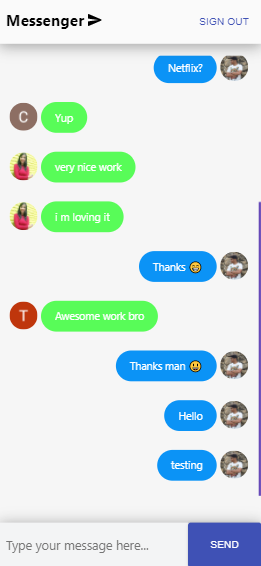 Messenger
SIGN OUT
Netflix?
C
Yup
very nice work
i m loving it
Thanks 😀
T
Awesome work bro
Thanks man 😀
Hello
testing
Type your message here...
SEND